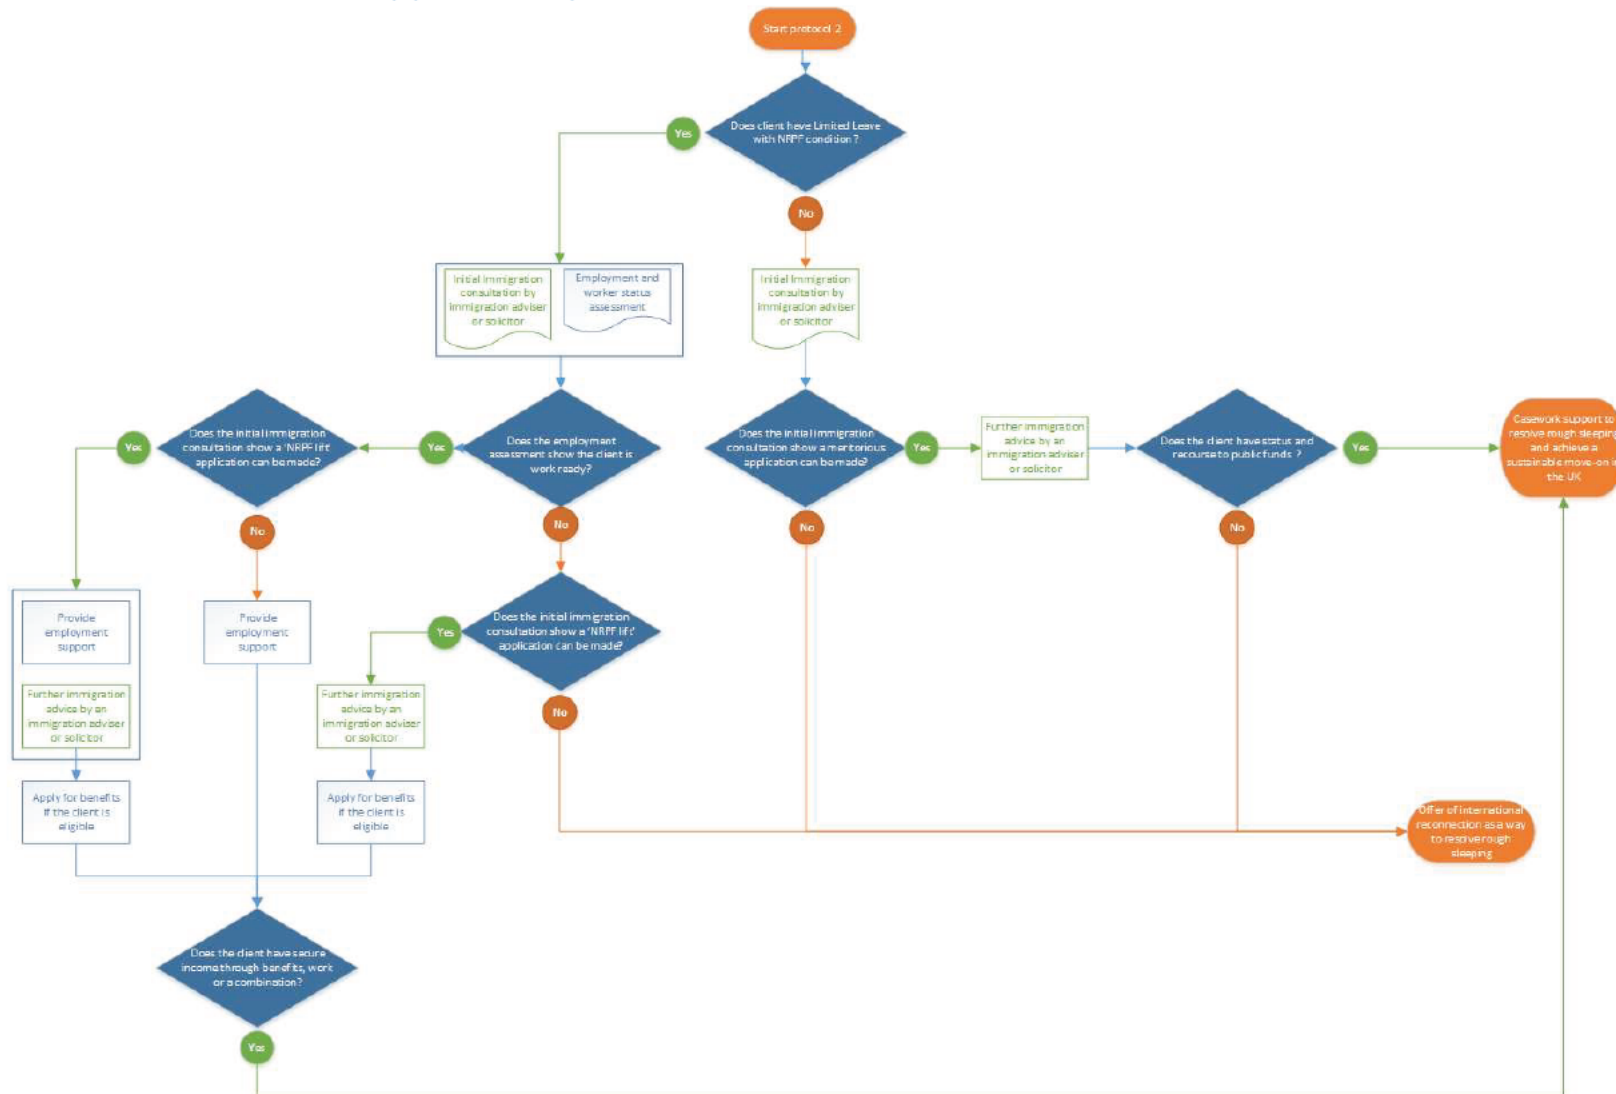 Start protocol 2
Does client have Limited Leave
with NRPF condition ?
Yes
No
Initial Immigration
consultation by
immigration adviser
or solicitor
Employment and
worker status
assessment
Initial Immigration
consultation by
immigration adviser
or solicitor
Does the initial immigration
consultation show a 'NRPF lift'
application can be made?
Yes
No
Does the employment
assessment show the client is
work ready?
Yes
No
Does the initial immigration
consultation show a meritorious
application can be made?
Yes
No
Further immigration
advice by an
immigration adviser
or solicitor
Does the client have status and
recourse to public funds ?
Yes
No
Casework support to
resolve rough sleeping
and achieve a
sustainable move-on in
the UK
Provide
employment
support
Further immigration
advice by an
immigration adviser
or solicitor
Apply for benefits
if the client is
eligible
Provide
employment
support
Does the initial immigration
consultation show a 'NRPF lift'
application can be made?
Yes
No
Further immigration
advice by an
immigration adviser
or solicitor
Apply for benefits
if the client is
eligible
Offer of international
reconnection as a way
to resolve rough
sleeping
Does the client have secure
income through benefits, work
or a combination?
Yes